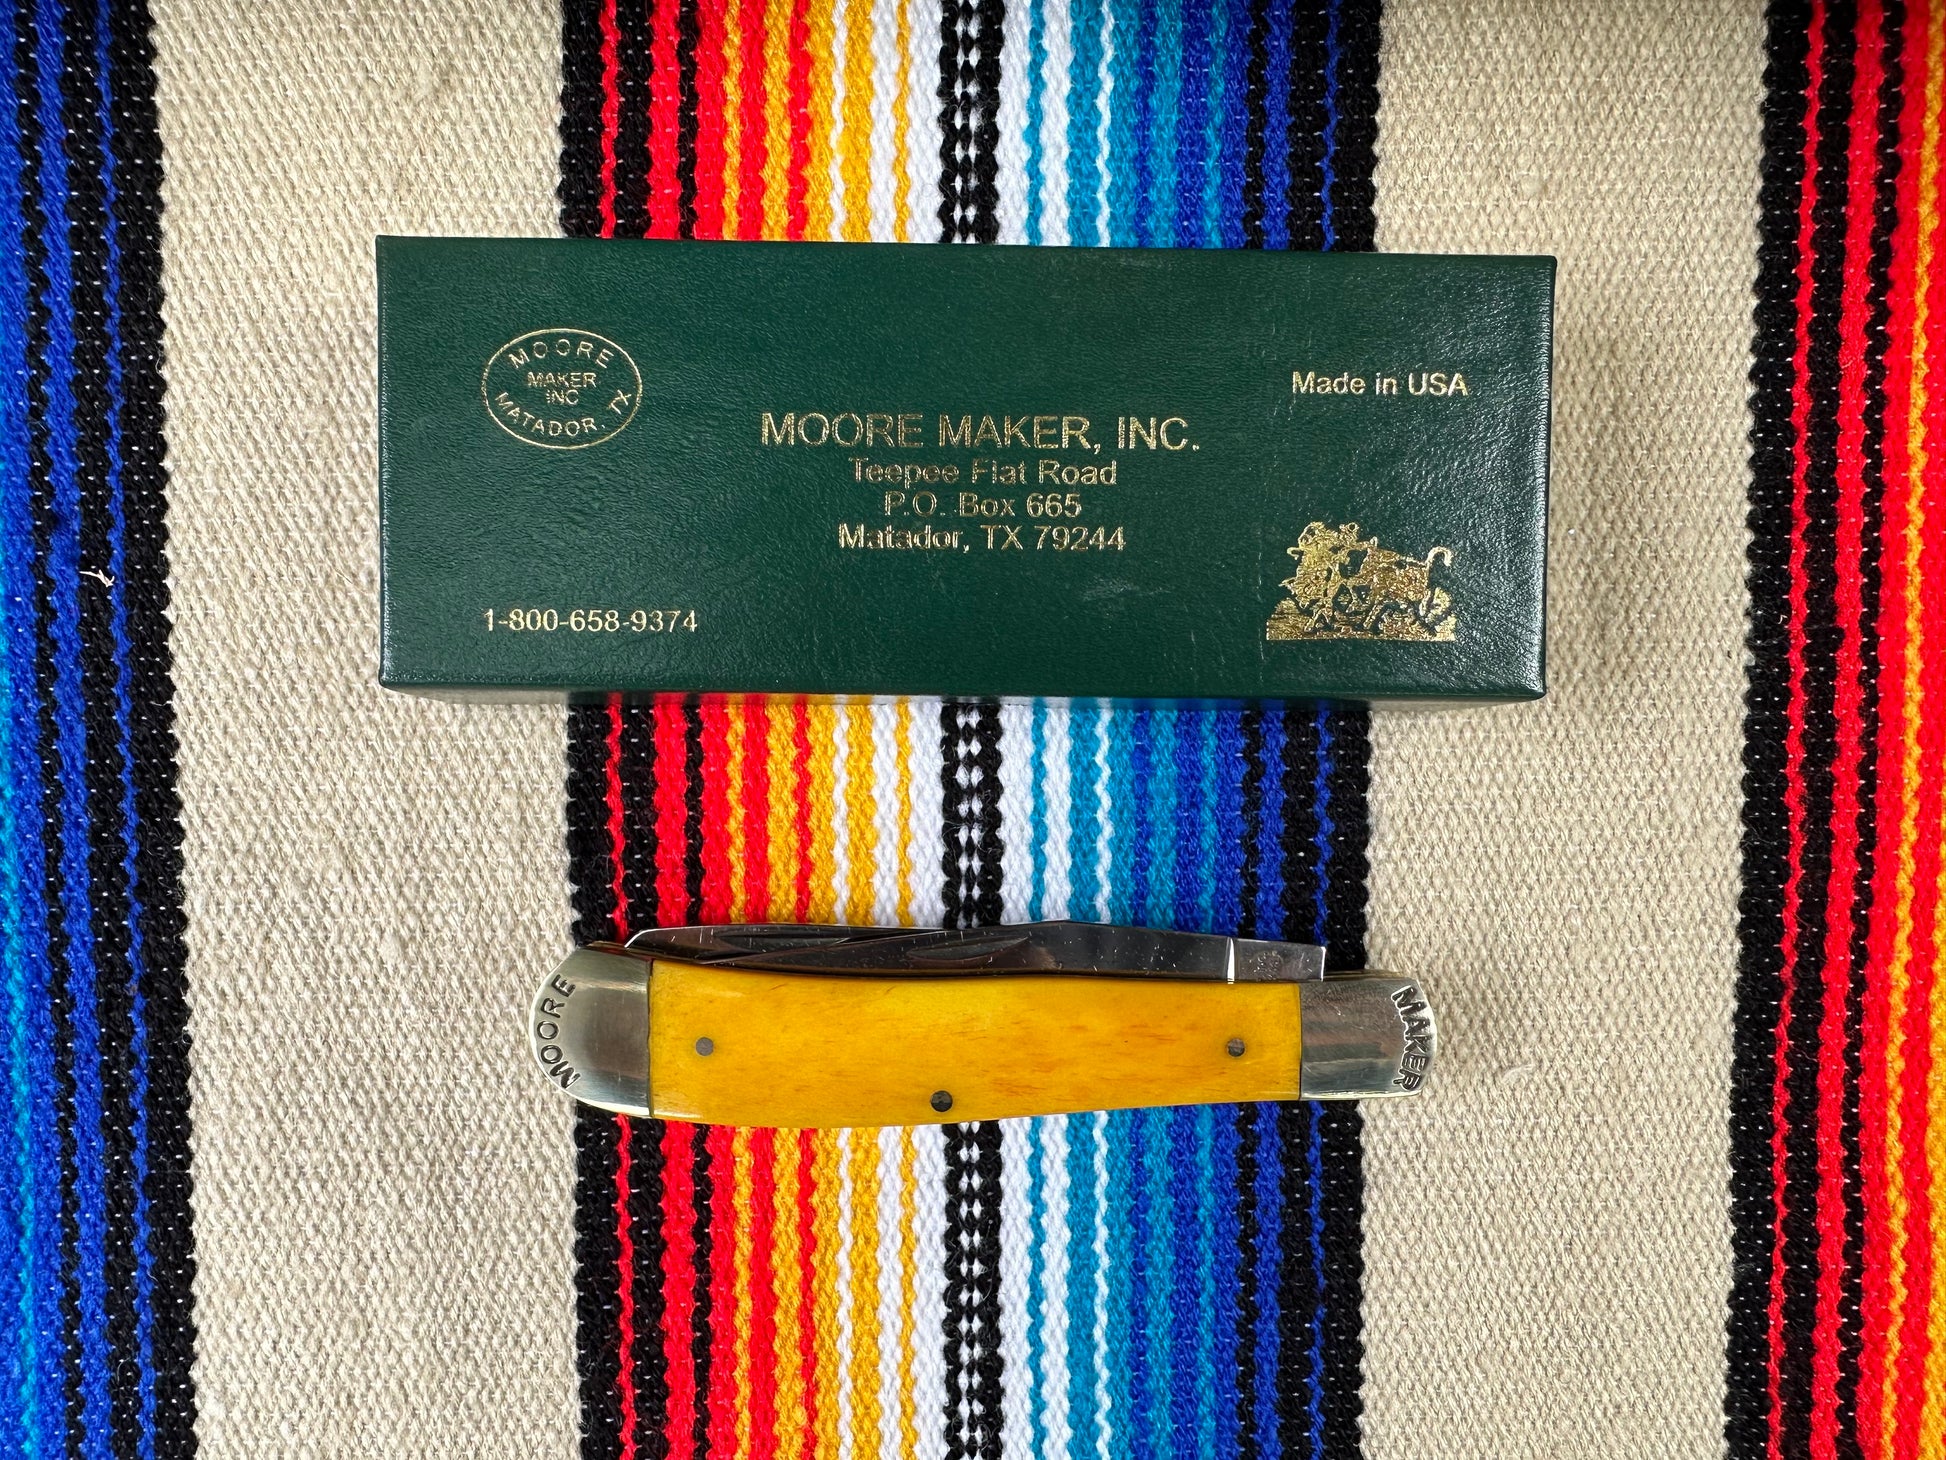 MOORE
MAKER
INC
MATADOR, TX
Made in USA
MOORE MAKER, INC.
Teepee Flat Road
P.O. Box 665
Matador, TX 79244
1-800-658-9374
MOORE
MAKER